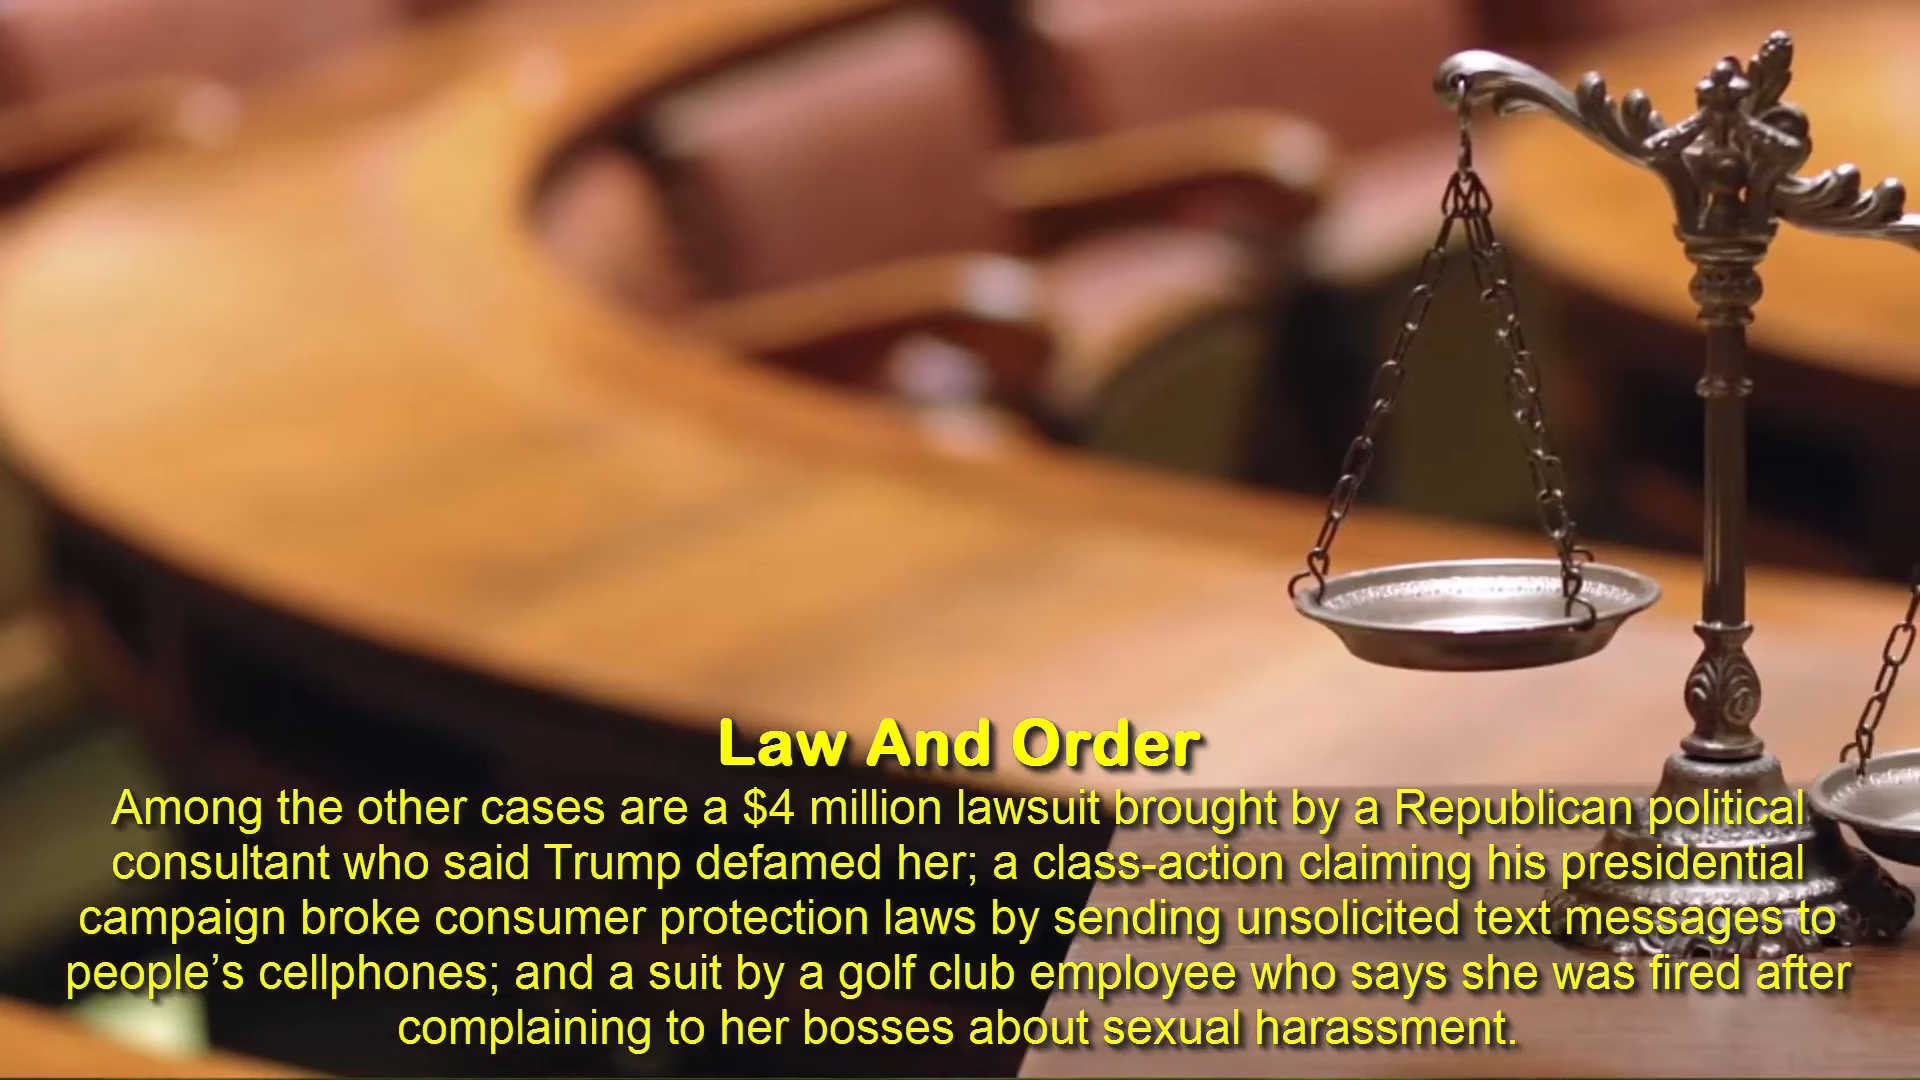 Law And Order
Among the other cases are a $4 million lawsuit brought by a Republican political
consultant who said Trump defamed her; a class-action claiming his presidential
campaign broke consumer protection laws by sending unsolicited text messages to
people’s cellphones; and a suit by a golf club employee who says she was fired after
complaining to her bosses about sexual harassment.